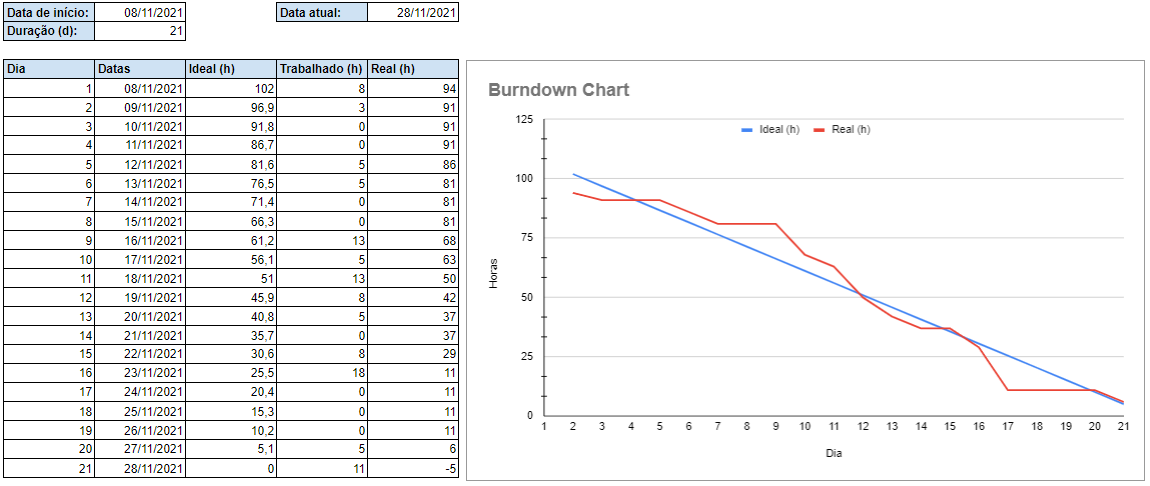 Data de início: 08/11/2021 Data atual: 28/11/2021
Duração (d): 21
Dia Datas Ideal (h) Trabalhado (h) Real (h)
1 08/11/2021 102 8 94
2 09/11/2021 96,9 3 91
3 10/11/2021 91,8 0 91
4 11/11/2021 86,7 0 91
5 12/11/2021 81,6 5 86
6 13/11/2021 76,5 5 81
7 14/11/2021 71,4 0 81
8 15/11/2021 66,3 0 81
9 16/11/2021 61,2 13 68
10 17/11/2021 56,1 5 63
11 18/11/2021 51 13 50
12 19/11/2021 45,9 8 42
13 20/11/2021 40,8 5 37
14 21/11/2021 35,7 0 37
15 22/11/2021 30,6 8 29
16 23/11/2021 25,5 18 11
17 24/11/2021 20,4 0 11
18 25/11/2021 15,3 0 11
19 26/11/2021 10,2 0 11
20 27/11/2021 5,1 5 6
21 28/11/2021 0 11 -5
Burndown Chart
Ideal (h) Real (h)
125
100
75
50
25
0
Horas
1 2 3 4 5 6 7 8 9 10 11 12 13 14 15 16 17 18 19 20 21
Dia